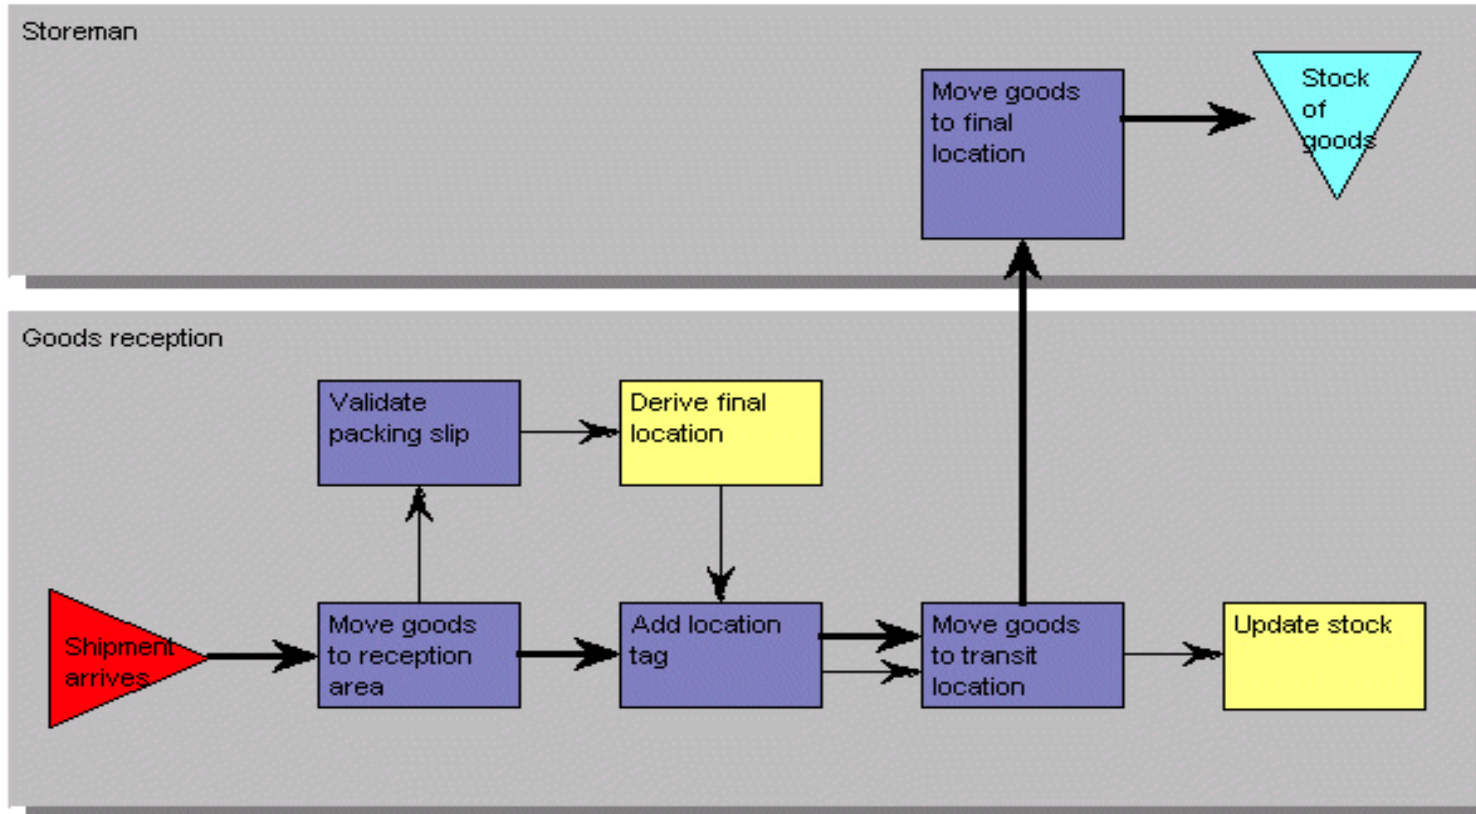 Storeman
Move goods
to final
location
Stock
of
goods
Goods reception
Validate
packing slip
Derive final
location
Shipment
arrives
Move goods
to reception
area
Add location
tag
Move goods
to transit
location
Update stock